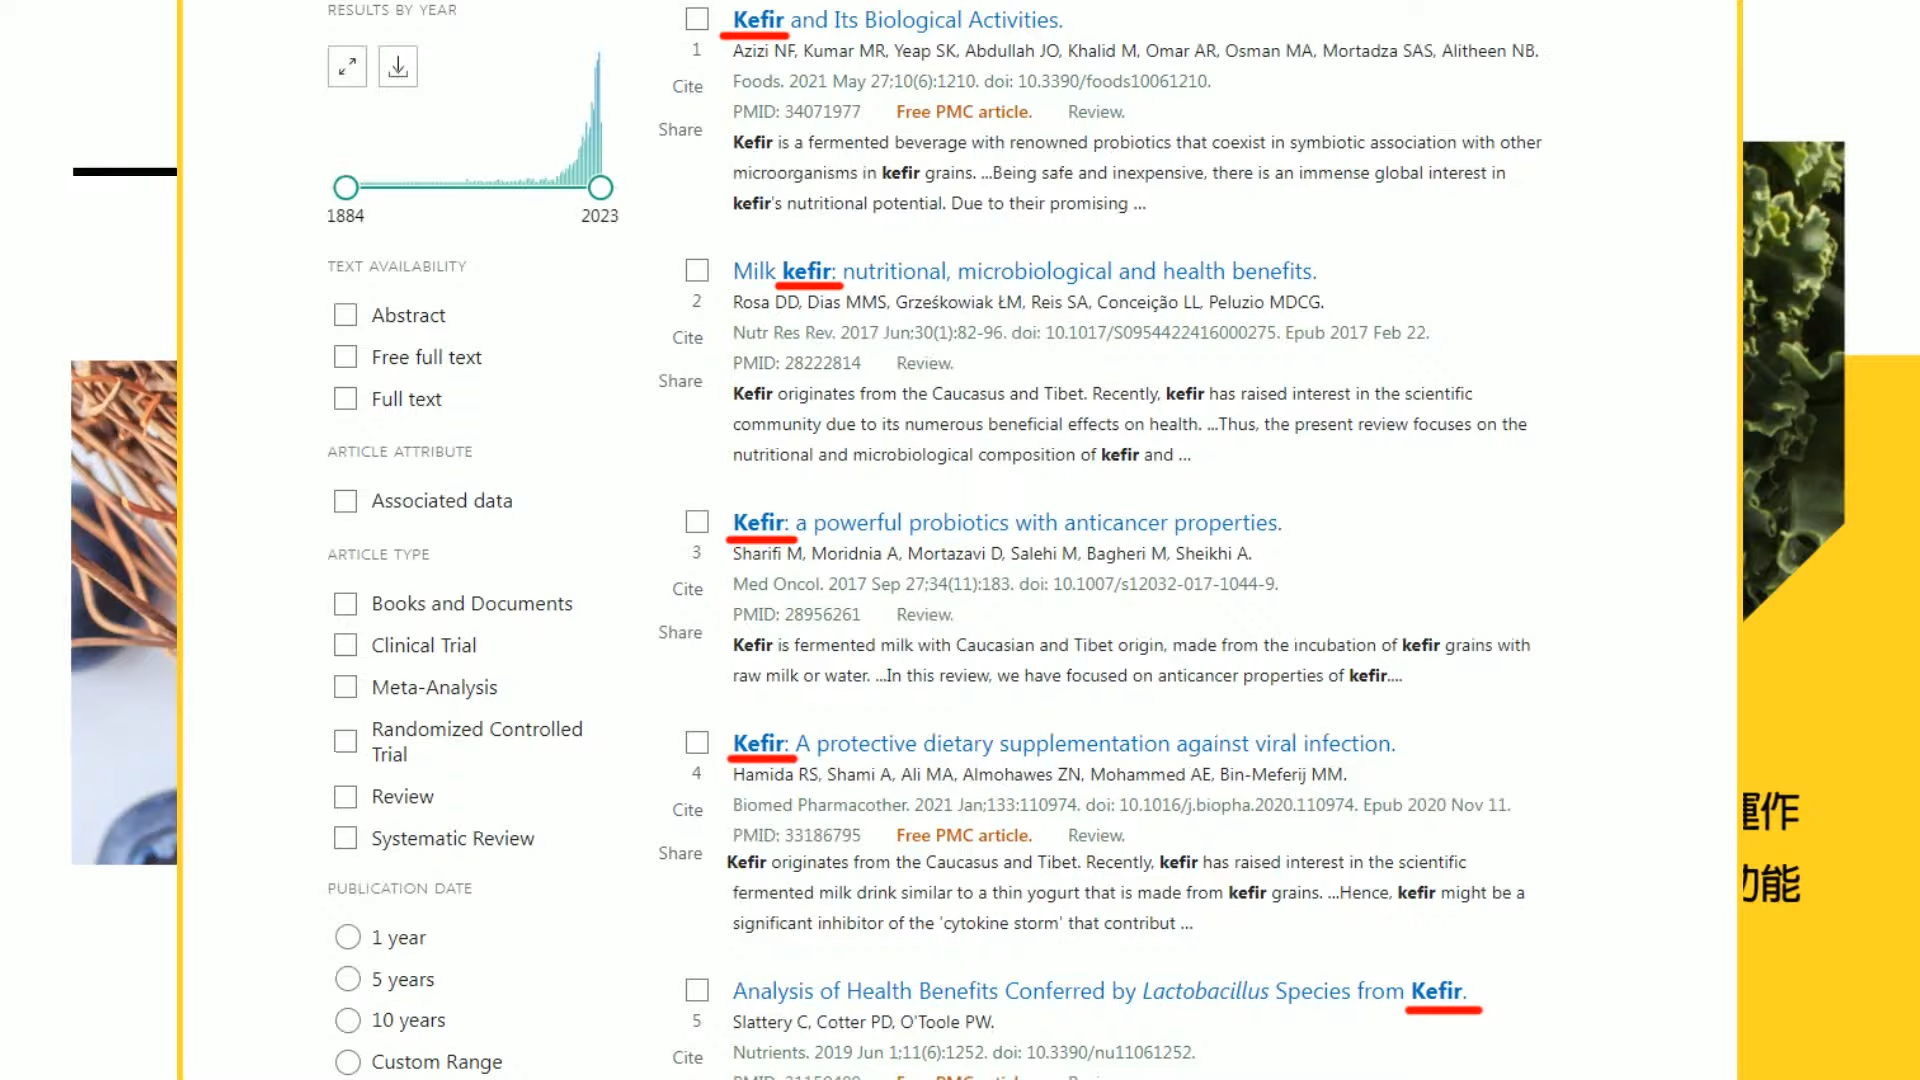 RESULTS BY YEAR
1884
2023
TEXT AVAILABILITY
Abstract
Free full text
Full text
ARTICLE ATTRIBUTE
Associated data
ARTICLE TYPE
Books and Documents
Clinical Trial
Meta-Analysis
Randomized Controlled
Trial
Review
Systematic Review
PUBLICATION DATE
1 year
5 years
10 years
Custom Range
Kefir and Its Biological Activities.
1
Azizi NF, Kumar MR, Yeap SK, Abdullah JO, Khalid M, Omar AR, Osman MA, Mortadza SAS, Alitheen NB.
Cite
Foods. 2021 May 27;10(6):1210. doi: 10.3390/foods10061210.
PMID: 34071977 Free PMC article. Review.
Share
Kefir is a fermented beverage with renowned probiotics that coexist in symbiotic association with other
microorganisms in kefir grains. ...Being safe and inexpensive, there is an immense global interest in
kefir's nutritional potential. Due to their promising ...
Milk kefir: nutritional, microbiological and health benefits.
2
Rosa DD, Dias MMS, Grześkowiak ŁM, Reis SA, Conceição LL, Peluzio MDCG.
Cite
Nutr Res Rev. 2017 Jun;30(1):82-96. doi: 10.1017/S0954422416000275. Epub 2017 Feb 22.
PMID: 28222814 Review.
Share
Kefir originates from the Caucasus and Tibet. Recently, kefir has raised interest in the scientific
community due to its numerous beneficial effects on health. ...Thus, the present review focuses on the
nutritional and microbiological composition of kefir and ...
Kefir: a powerful probiotics with anticancer properties.
3
Sharifi M, Moridnia A, Mortazavi D, Salehi M, Bagheri M, Sheikhi A.
Cite
Med Oncol. 2017 Sep 27;34(11):183. doi: 10.1007/s12032-017-1044-9.
PMID: 28956261 Review.
Share
Kefir is fermented milk with Caucasian and Tibet origin, made from the incubation of kefir grains with
raw milk or water. ...In this review, we have focused on anticancer properties of kefir....
Kefir: A protective dietary supplementation against viral infection.
4
Hamida RS, Shami A, Ali MA, Almohawes ZN, Mohammed AE, Bin-Meferij MM.
Cite
Biomed Pharmacother. 2021 Jan;133:110974. doi: 10.1016/j.biopha.2020.110974. Epub 2020 Nov 11.
PMID: 33186795 Free PMC article. Review.
Share
Kefir originates from the Caucasus and Tibet. Recently, kefir has raised interest in the scientific
fermented milk drink similar to a thin yogurt that is made from kefir grains. ...Hence, kefir might be a
significant inhibitor of the 'cytokine storm' that contribut ...
Analysis of Health Benefits Conferred by Lactobacillus Species from Kefir.
5
Slattery C, Cotter PD, O'Toole PW.
Cite
Nutrients. 2019 Jun 1;11(6):1252. doi: 10.3390/nu11061252.
運作
功能